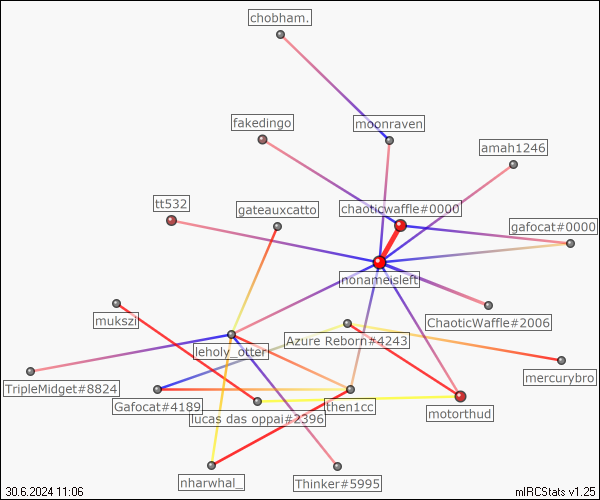 chobham.
fakedingo
moonraven
amah1246
tt532
gateauxcatto
chaoticwaffle#0000
gafocat#0000
nonameisleft
mukszi
ChaoticWaffle#2006
leholy_otter
Azure Reborn#4243
TripleMidget#8824
mercurybro
Gafocat#4189
then1cc
motorthud
lucas das oppai#2396
nharwhal_
Thinker#5995
30.6.2024 11:06
mIRCStats v1.25